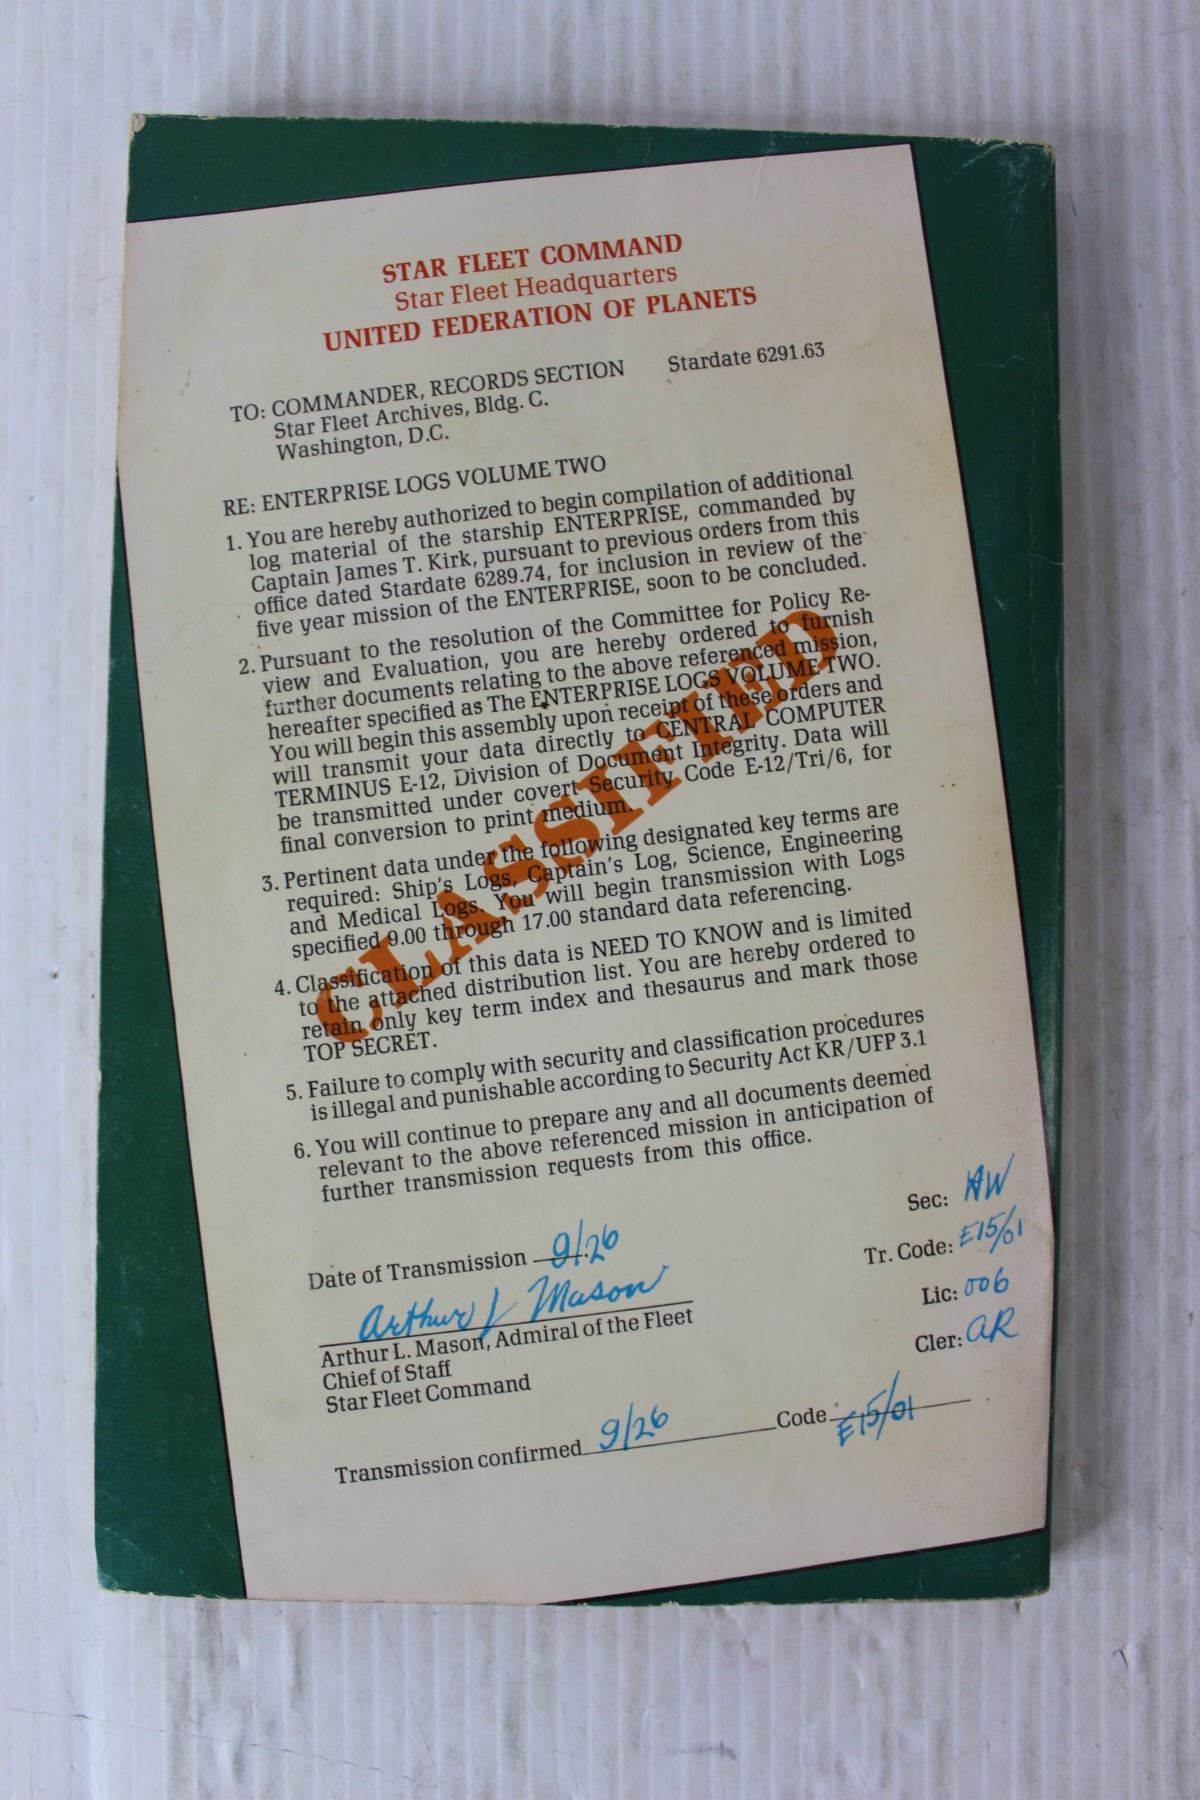 STAR FLEET COMMAND
Star Fleet Headquarters
UNITED FEDERATION OF PLANETS
TO: COMMANDER, RECORDS SECTION Stardate 6291.63
Star Fleet Archives, Bldg. C.
Washington, D.C.
RE: ENTERPRISE LOGS VOLUME TWO
1. You are hereby authorized to begin compilation of additional
log material of the starship ENTERPRISE, commanded by
Captain James T. Kirk, pursuant to previous orders from this
office dated Stardate 6289.74, for inclusion in review of the
five year mission of the ENTERPRISE, soon to be concluded.
2. Pursuant to the resolution of the Committee for Policy Re-
view and Evaluation, you are hereby ordered to furnish
further documents relating to the above referenced mission,
hereafter specified as The ENTERPRISE LOGS VOLUME TWO.
You will begin this assembly upon receipt of these orders and
will transmit your data directly to CENTRAL COMPUTER
TERMINUS E-12, Division of Document Integrity. Data will
be transmitted under covert Security Code E-12/Tri/6, for
final conversion to print medium.
3. Pertinent data under the following designated key terms are
required: Ship's Logs, Captain's Log, Science, Engineering
and Medical Logs. You will begin transmission with Logs
specified 9.00 through 17.00 standard data referencing.
4. Classification of this data is NEED TO KNOW and is limited
to the attached distribution list. You are hereby ordered to
retain only key term index and thesaurus and mark those
TOP SECRET.
5. Failure to comply with security and classification procedures
is illegal and punishable according to Security Act KR/UFP 3.1
6. You will continue to prepare any and all documents deemed
relevant to the above referenced mission in anticipation of
further transmission requests from this office.
CLASSIFIED
Sec: AW
Date of Transmission 9/26
Tr. Code: E15/01
Arthur L Mason
Lic: 006
Arthur L. Mason, Admiral of the Fleet
Cler: AR
Chief of Staff
Star Fleet Command
Transmission confirmed 9/26 Code E15/01